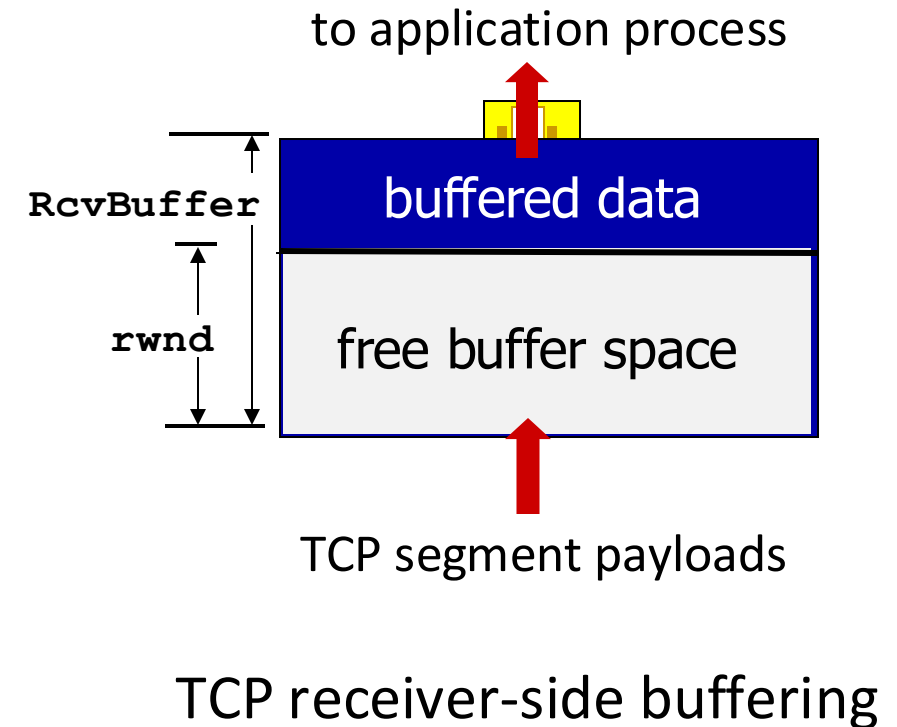 to application process
buffered data
RcvBuffer
rwnd
free buffer space
TCP segment payloads
TCP receiver-side buffering